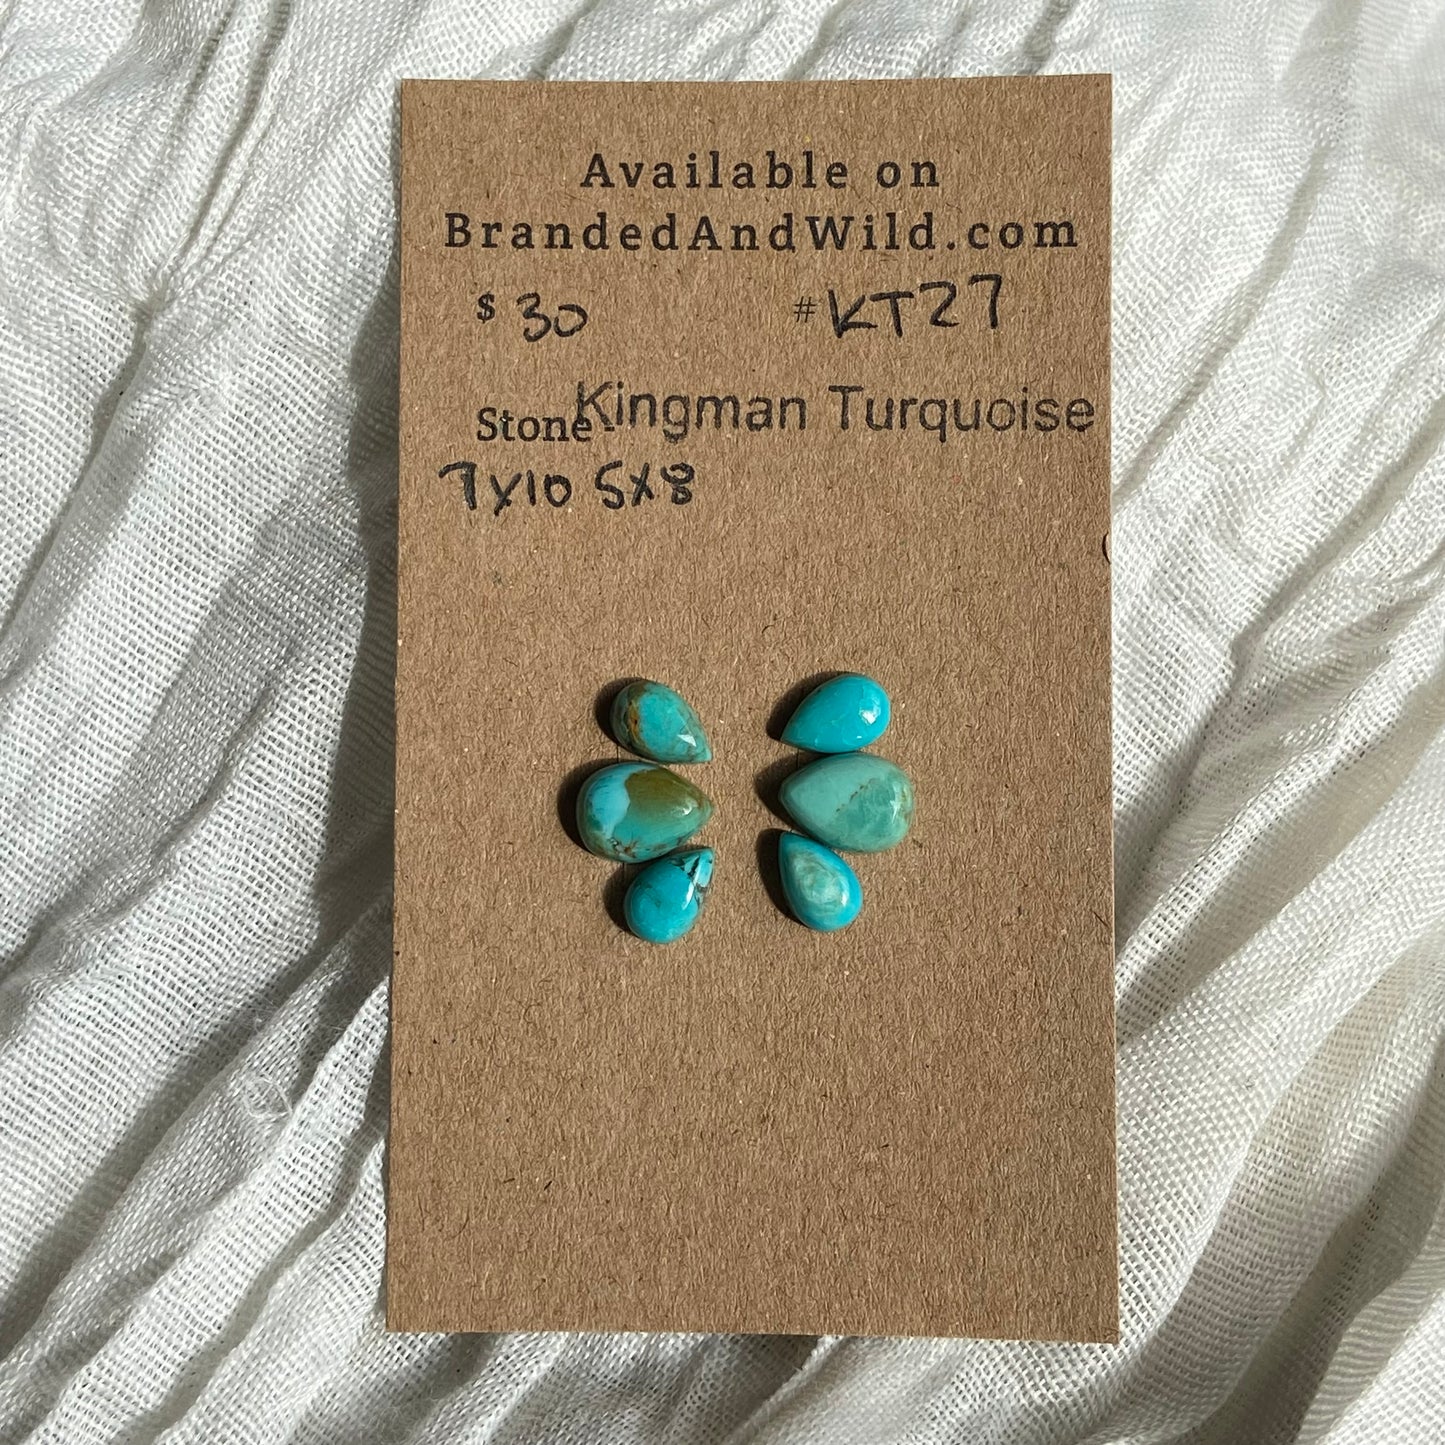 Available on
BrandedAndWild.com
$ 30 #KT27
Stone - Kingman Turquoise
7x10 5x8